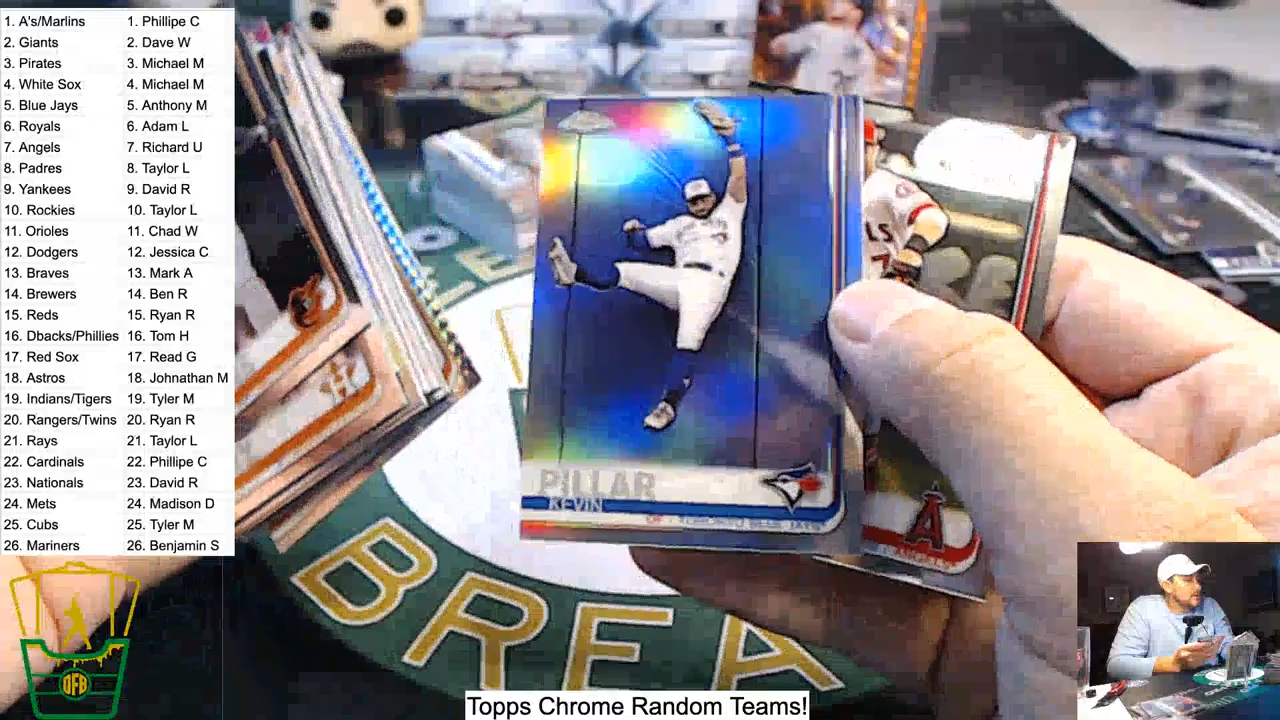 1. A's/Marlins 1. Phillipe C
2. Giants 2. Dave W
3. Pirates 3. Michael M
4. White Sox 4. Michael M
5. Blue Jays 5. Anthony M
6. Royals 6. Adam L
7. Angels 7. Richard U
8. Padres 8. Taylor L
9. Yankees 9. David R
10. Rockies 10. Taylor L
11. Orioles 11. Chad W
12. Dodgers 12. Jessica C
13. Braves 13. Mark A
14. Brewers 14. Ben R
15. Reds 15. Ryan R
16. Dbacks/Phillies 16. Tom H
17. Red Sox 17. Read G
18. Astros 18. Johnathan M
19. Indians/Tigers 19. Tyler M
20. Rangers/Twins 20. Ryan R
21. Rays 21. Taylor L
22. Cardinals 22. Phillipe C
23. Nationals 23. David R
24. Mets 24. Madison D
25. Cubs 25. Tyler M
26. Mariners 26. Benjamin S
PILLAR
KEVIN
OF - TORONTO BLUE JAYS
BREA
DFB
Topps Chrome Random Teams!